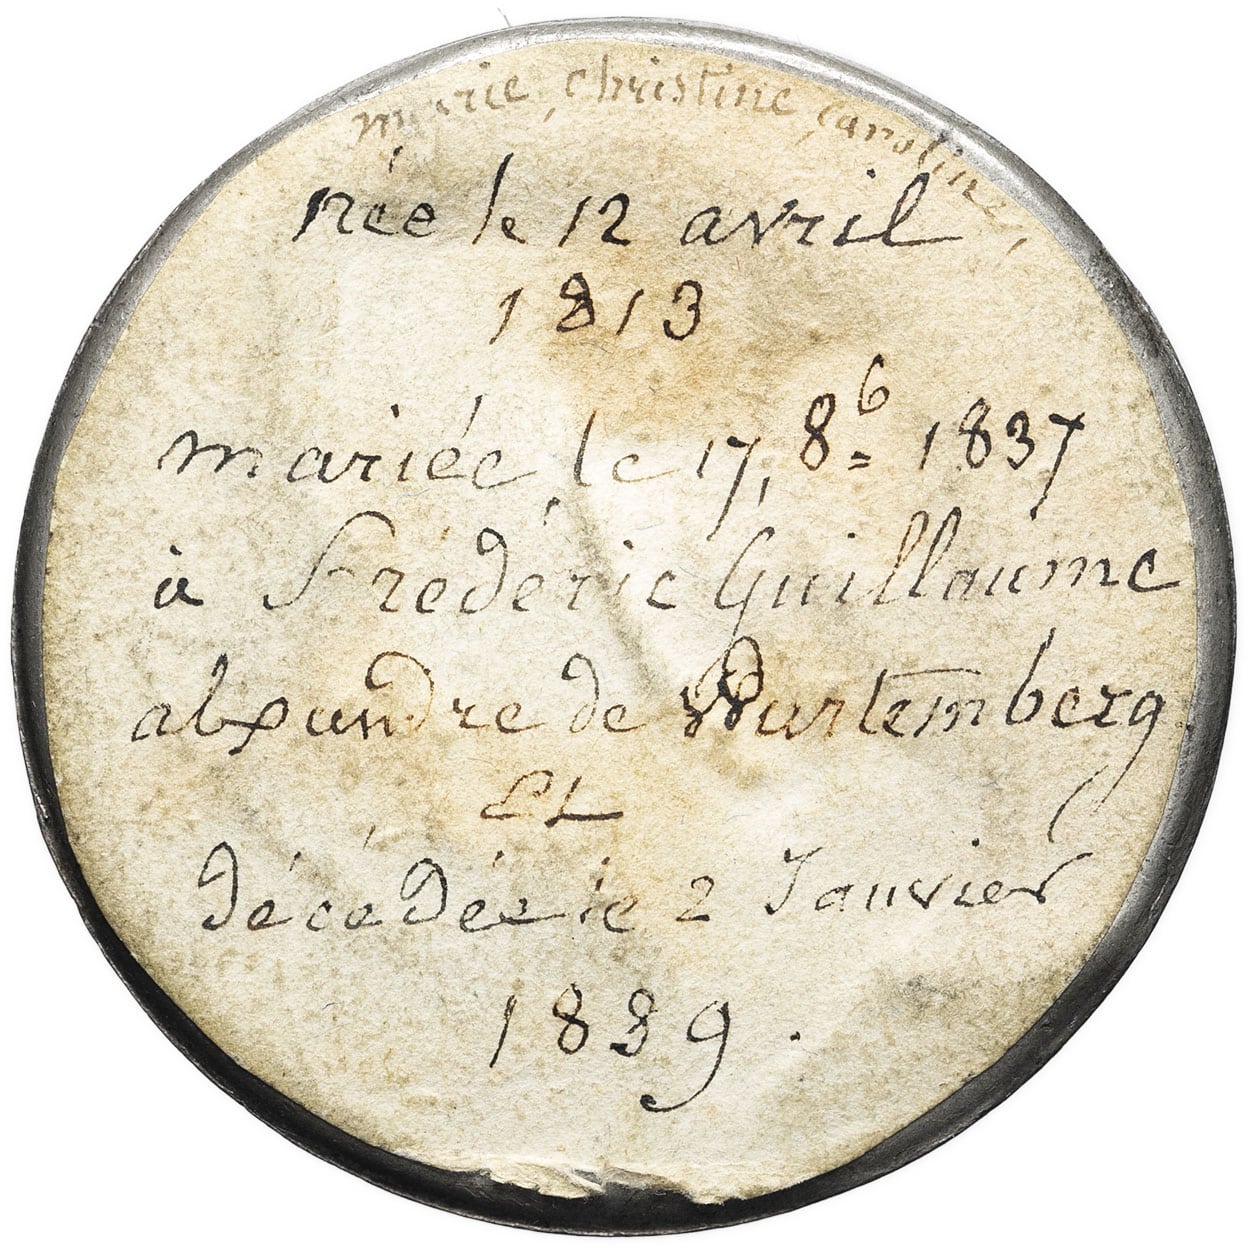 marie, christine, caroline,
née le 12 avril
1813
mariée, le 17, 8b= 1837
à Frédéric Guillaume
alexandre de Wurtemberg
et
décédée le 2 Janvier
1839.